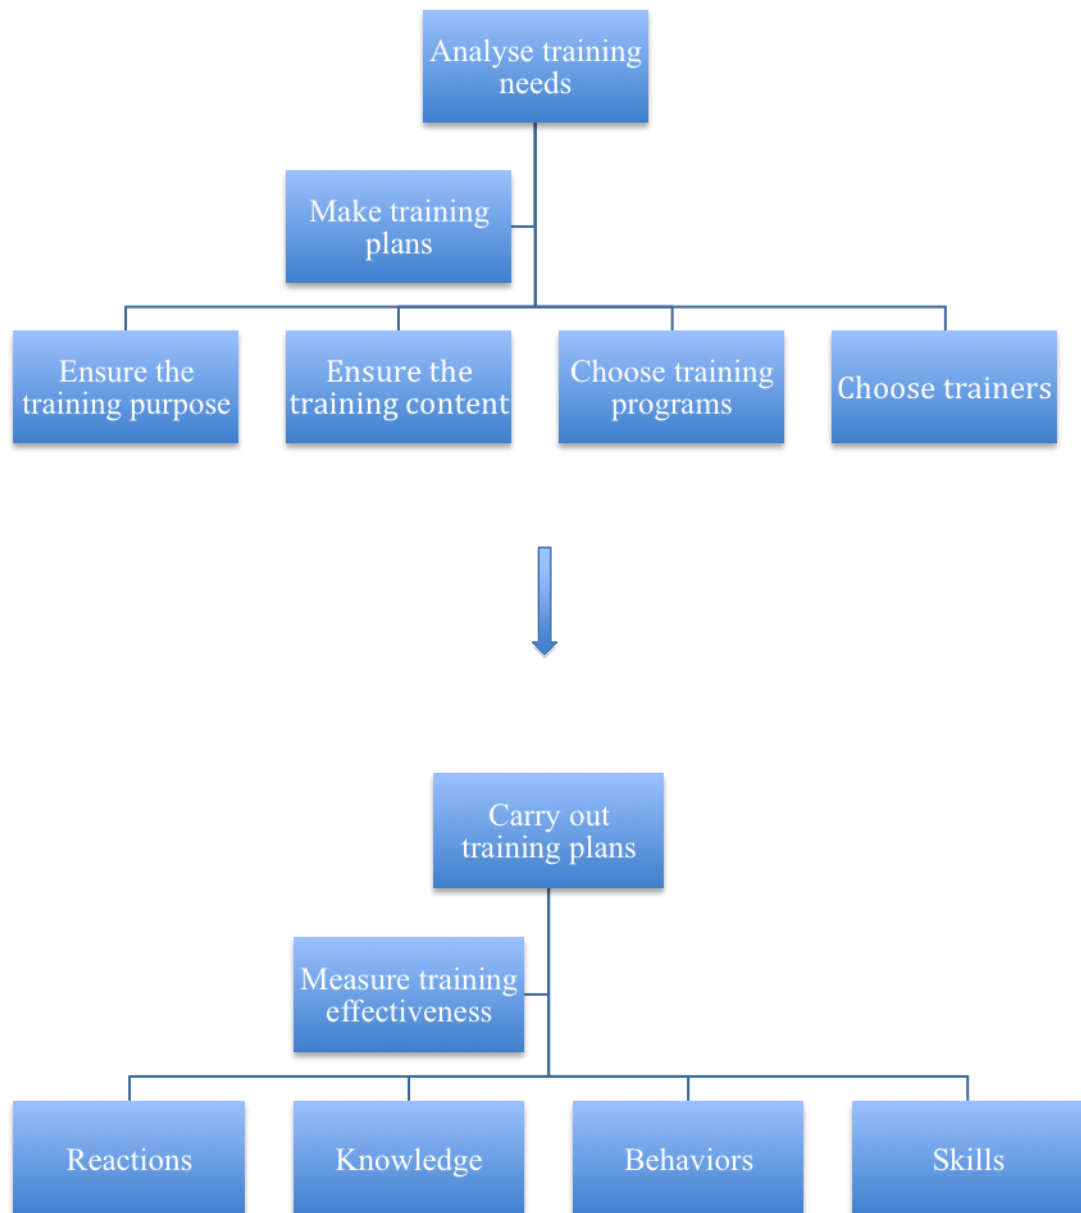 Analyse training
needs
Make training
plans
Ensure the
training purpose
Ensure the
training content
Choose training
programs
Choose trainers
Carry out
training plans
Measure training
effectiveness
Reactions
Knowledge
Behaviors
Skills